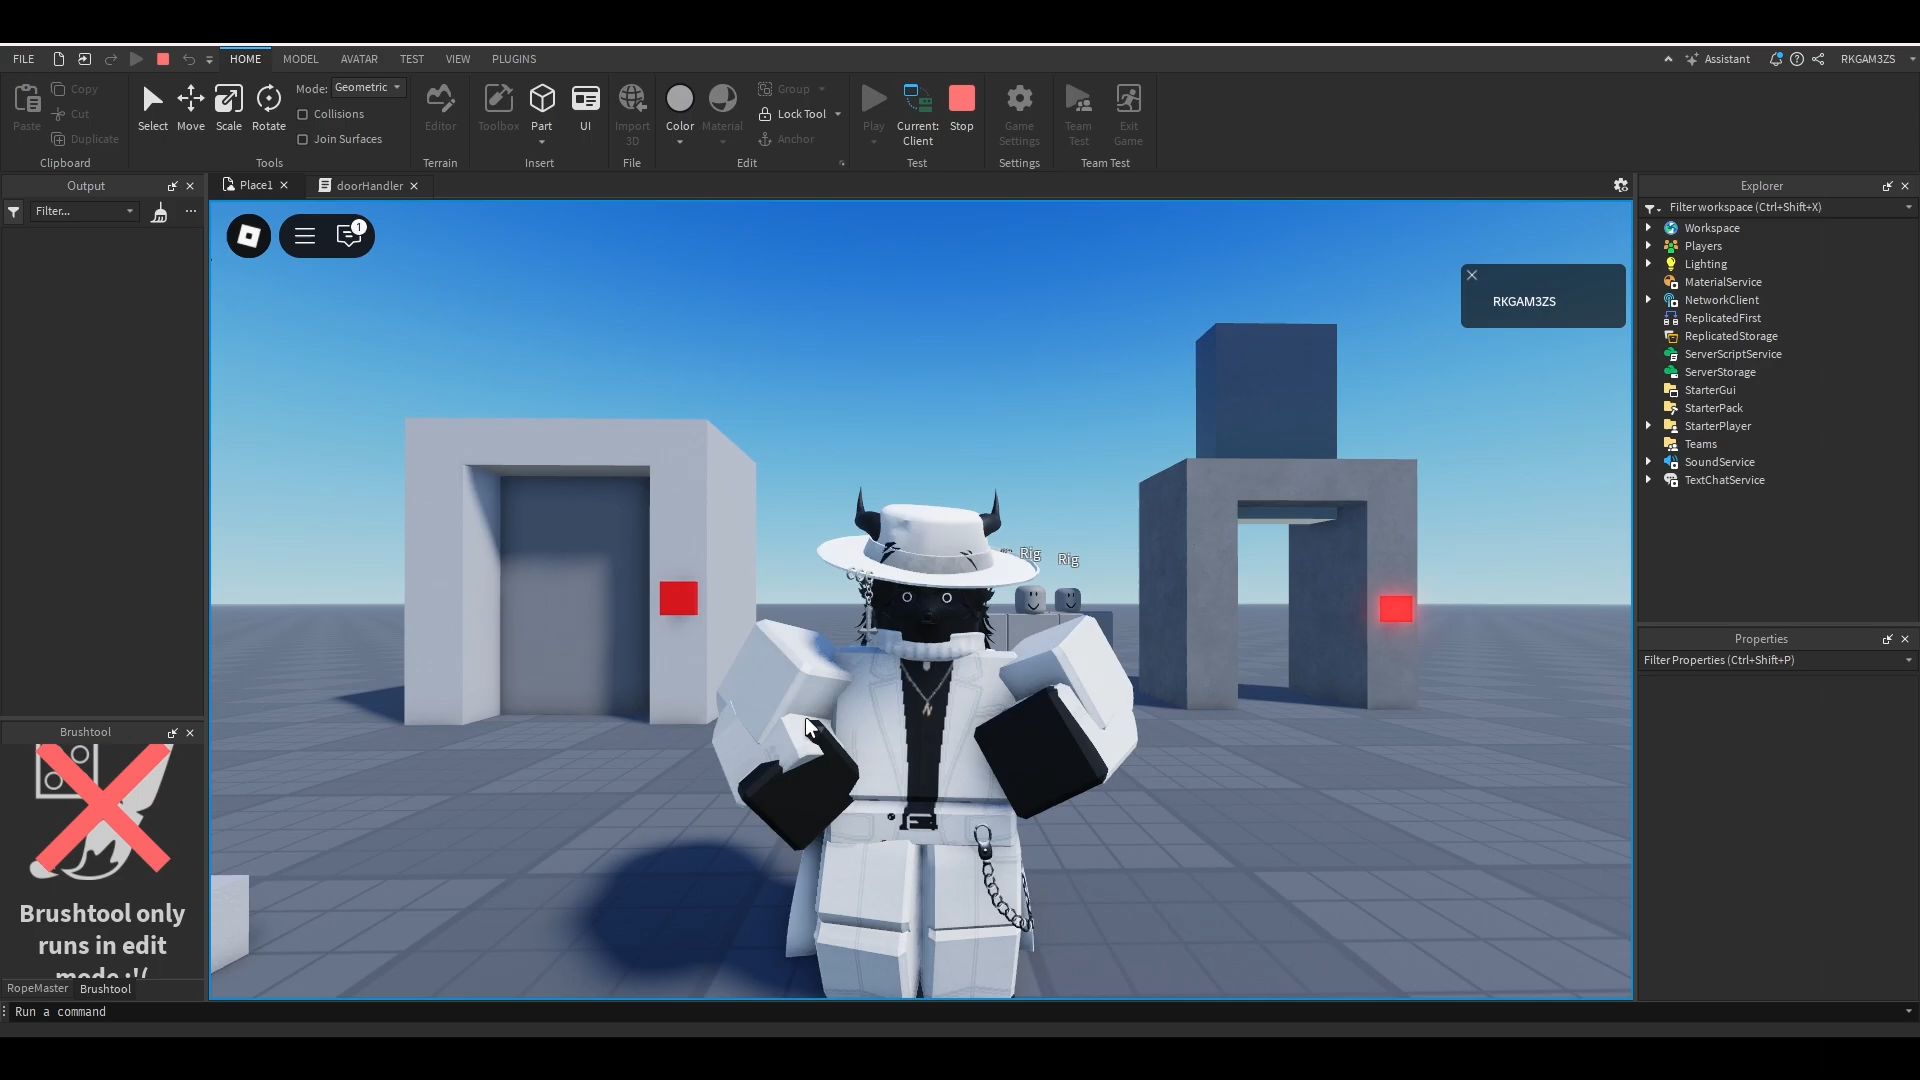 FILE HOME MODEL AVATAR TEST VIEW PLUGINS Assistant RKGAM3ZS
Paste Copy Cut Duplicate Clipboard
Select Move Scale Rotate Mode: Geometric Collisions Join Surfaces Tools
Editor Terrain
Toolbox Part UI Insert
Import 3D File
Color Material Group Lock Tool Anchor Edit
Play Current: Client Stop Test
Game Settings Settings
Team Test Exit Game Team Test
Output
Filter...
Place1 doorHandler
1
RKGAM3ZS
Rig Rig
N
Brushtool
Brushtool only
runs in edit
mode :!(
RopeMaster Brushtool
Run a command
Explorer
Filter workspace (Ctrl+Shift+X)
Workspace
Players
Lighting
MaterialService
NetworkClient
ReplicatedFirst
ReplicatedStorage
ServerScriptService
ServerStorage
StarterGui
StarterPack
StarterPlayer
Teams
SoundService
TextChatService
Properties
Filter Properties (Ctrl+Shift+P)